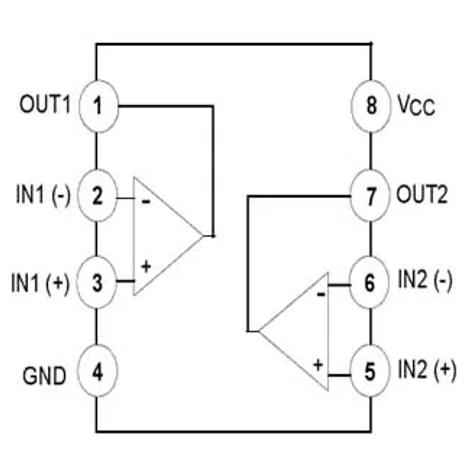 OUT1 1
8 VCC
IN1 (-) 2
-
7 OUT2
IN1 (+) 3
+
6 IN2 (-)
-
GND 4
5 IN2 (+)
+